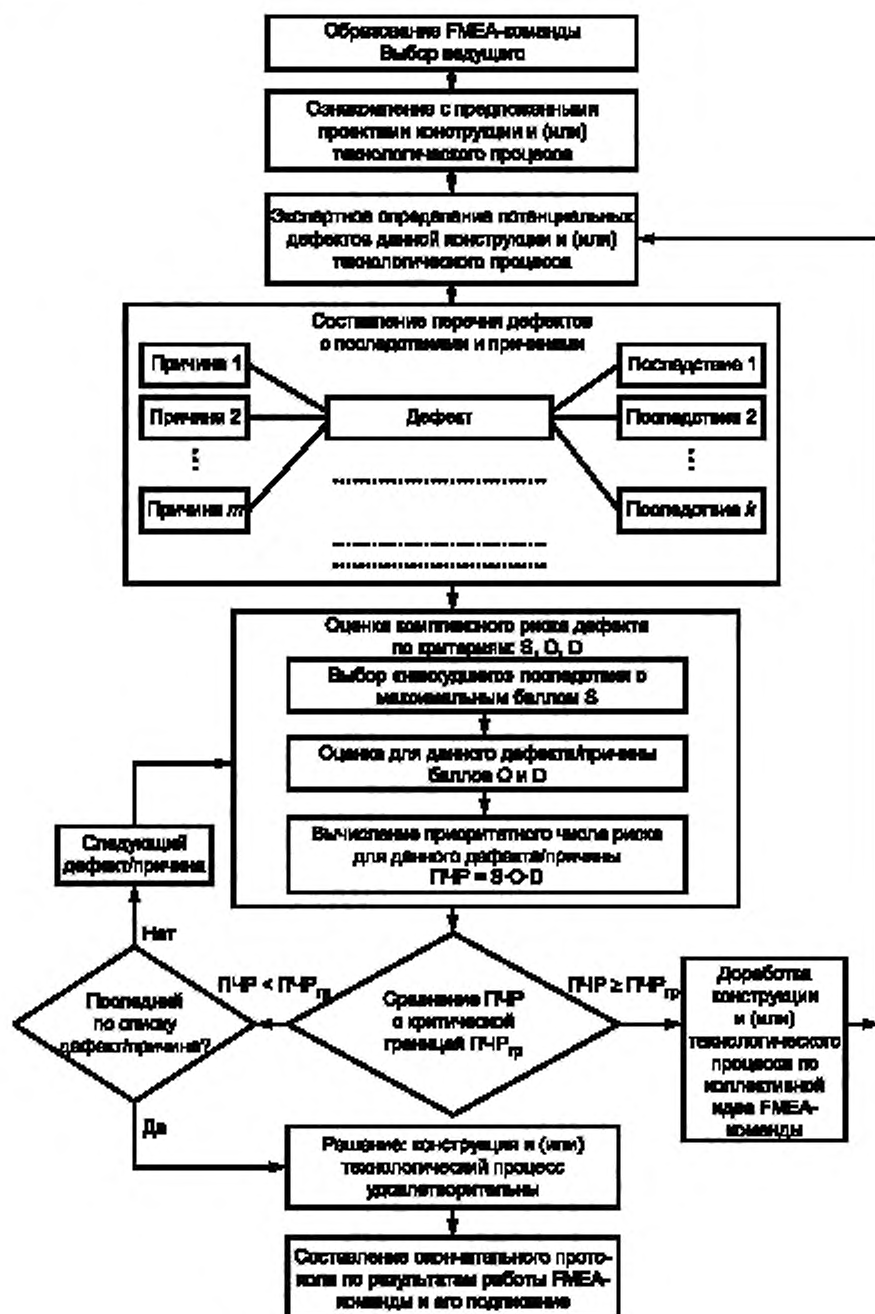 Образование FMEA-команды
Выбор ведущего
Ознакомление с предложенными
проектами конструкции и (или)
технологического процесса
Экспертное определение потенциальных
дефектов данной конструкции и (или)
технологического процесса
Составление перечня дефектов
с последствиями и причинами
Причина 1
Последствие 1
Причина 2
Дефект
Последствие 2
Причина m
Последствие k
Оценка комплексного риска дефекта
по критериям: S, O, D
Выбор «наихудшего» последствия с
максимальным баллом S
Оценка для данного дефекта/причины
баллов O и D
Вычисление приоритетного числа риска
для данного дефекта/причины
ПЧР = S·O·D
Следующий
дефект/причина
Нет
Последний
по списку
дефект/причина?
ПЧР < ПЧРгр
Сравнение ПЧР
с критической
границей ПЧРгр
ПЧР ≥ ПЧРгр
Доработка
конструкции
и (или)
технологического
процесса по
коллективной
идее FMEA-
команды
Да
Решение: конструкция и (или)
технологический процесс
удовлетворительны
Составление окончательного прото-
кола по результатам работы FMEA-
команды и его подписание